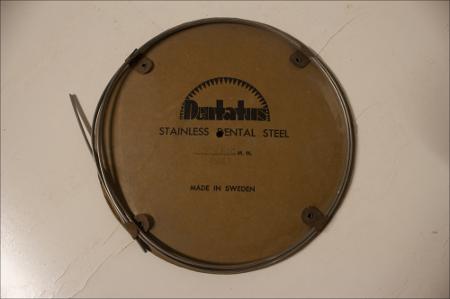 Dentatus
STAINLESS DENTAL STEEL
M. M.
MADE IN SWEDEN